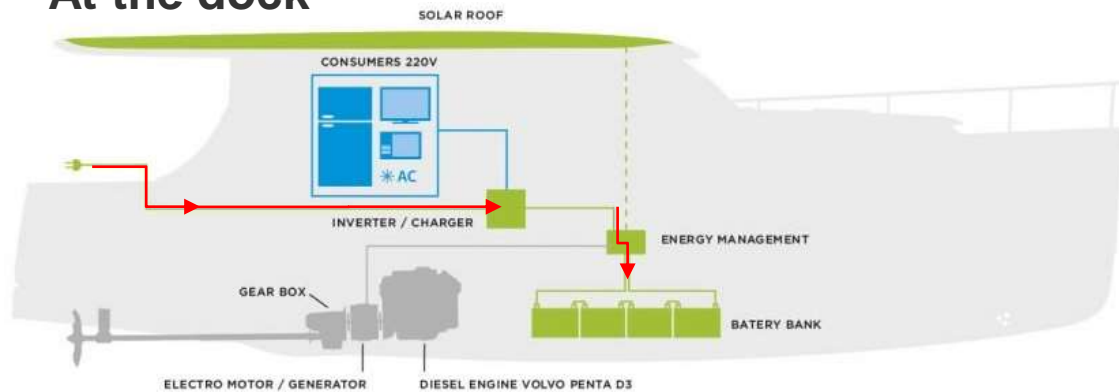 At the dock
SOLAR ROOF
CONSUMERS 220V
AC
INVERTER / CHARGER
ENERGY MANAGEMENT
GEAR BOX
BATERY BANK
ELECTRO MOTOR / GENERATOR
DIESEL ENGINE VOLVO PENTA D3